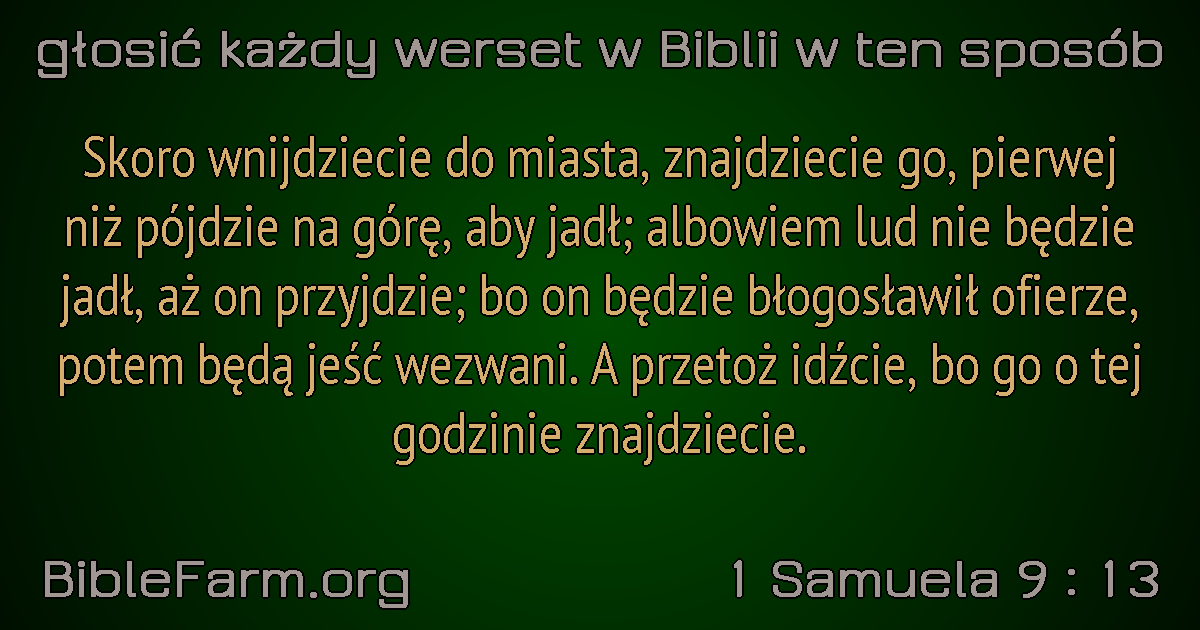 głosić każdy werset w Biblii w ten sposób
Skoro wnijdziecie do miasta, znajdziecie go, pierwej
niż pójdzie na górę, aby jadł; albowiem lud nie będzie
jadł, aż on przyjdzie; bo on będzie błogosławił ofierze,
potem będą jeść wezwani. A przetoż idźcie, bo go o tej
godzinie znajdziecie.
BibleFarm.org
1 Samuela 9 : 13